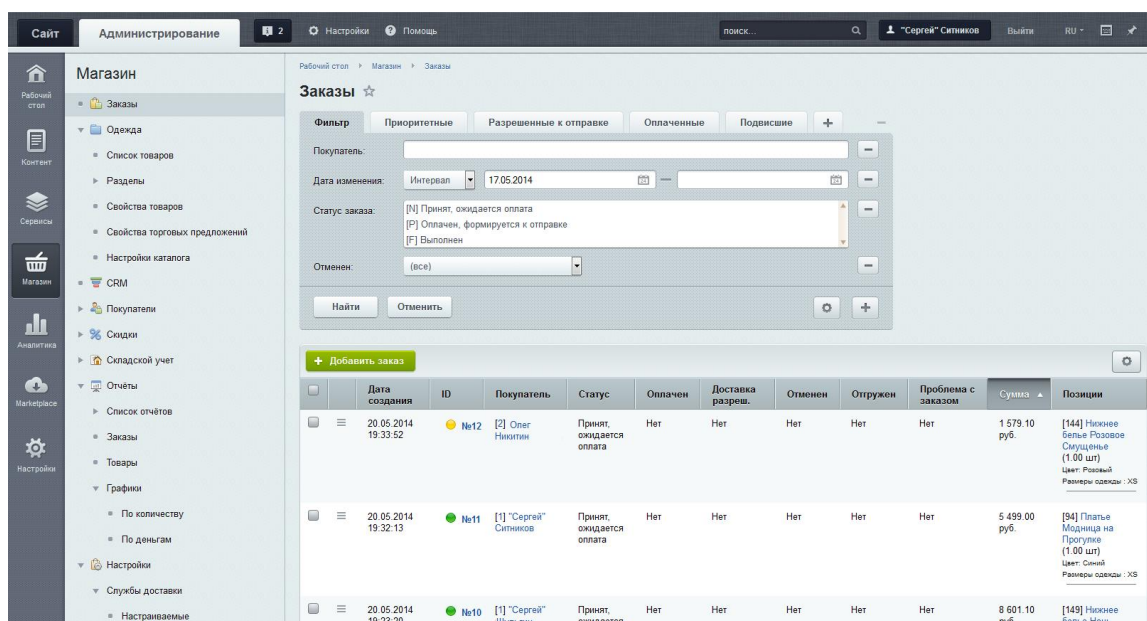 Сайт
Администрирование
2
Настройки
Помощь
поиск...
"Сергей" Ситников
Выйти
RU
Рабочий
стол
Контент
Сервисы
Магазин
Аналитика
Marketplace
Настройки
Магазин
Заказы
Одежда
Список товаров
Разделы
Свойства товаров
Свойства торговых предложений
Настройки каталога
CRM
Покупатели
Скидки
Складской учет
Отчёты
Список отчётов
Заказы
Товары
Графики
По количеству
По деньгам
Настройки
Службы доставки
Настраиваемые
Рабочий стол Магазин Заказы
Заказы
Фильтр Приоритетные Разрешенные к отправке Оплаченные Подвисшие +
Покупатель:
Дата изменения: Интервал 17.05.2014 —
Статус заказа: [N] Принят, ожидается оплата
[P] Оплачен, формируется к отправке
[F] Выполнен
Отменен: (все)
Найти Отменить
+ Добавить заказ
Дата
создания
ID
Покупатель
Статус
Оплачен
Доставка
разреш.
Отменен
Отгружен
Проблема с
заказом
Сумма
Позиции
20.05.2014
19:33:52
№12
[2] Олег
Никитин
Принят,
ожидается
оплата
Нет
Нет
Нет
Нет
Нет
1 579.10
руб.
[144] Нижнее
белье Розовое
Смущенье
(1.00 шт)
Цвет: Розовый
Размеры одежды : XS
20.05.2014
19:32:13
№11
[1] "Сергей"
Ситников
Принят,
ожидается
оплата
Нет
Нет
Нет
Нет
Нет
5 499.00
руб.
[94] Платье
Модница на
Прогулке
(1.00 шт)
Цвет: Синий
Размеры одежды : XS
20.05.2014
№10
[1] "Сергей"
Принят,
Нет
Нет
Нет
Нет
Нет
8 601.10
[149] Нижнее